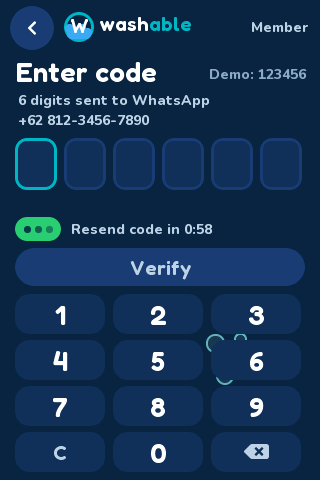 washable
Member
Enter code
Demo: 123456
6 digits sent to WhatsApp
+62 812-3456-7890
Resend code in 0:58
Verify
1 2 3
4 5 6
7 8 9
C 0